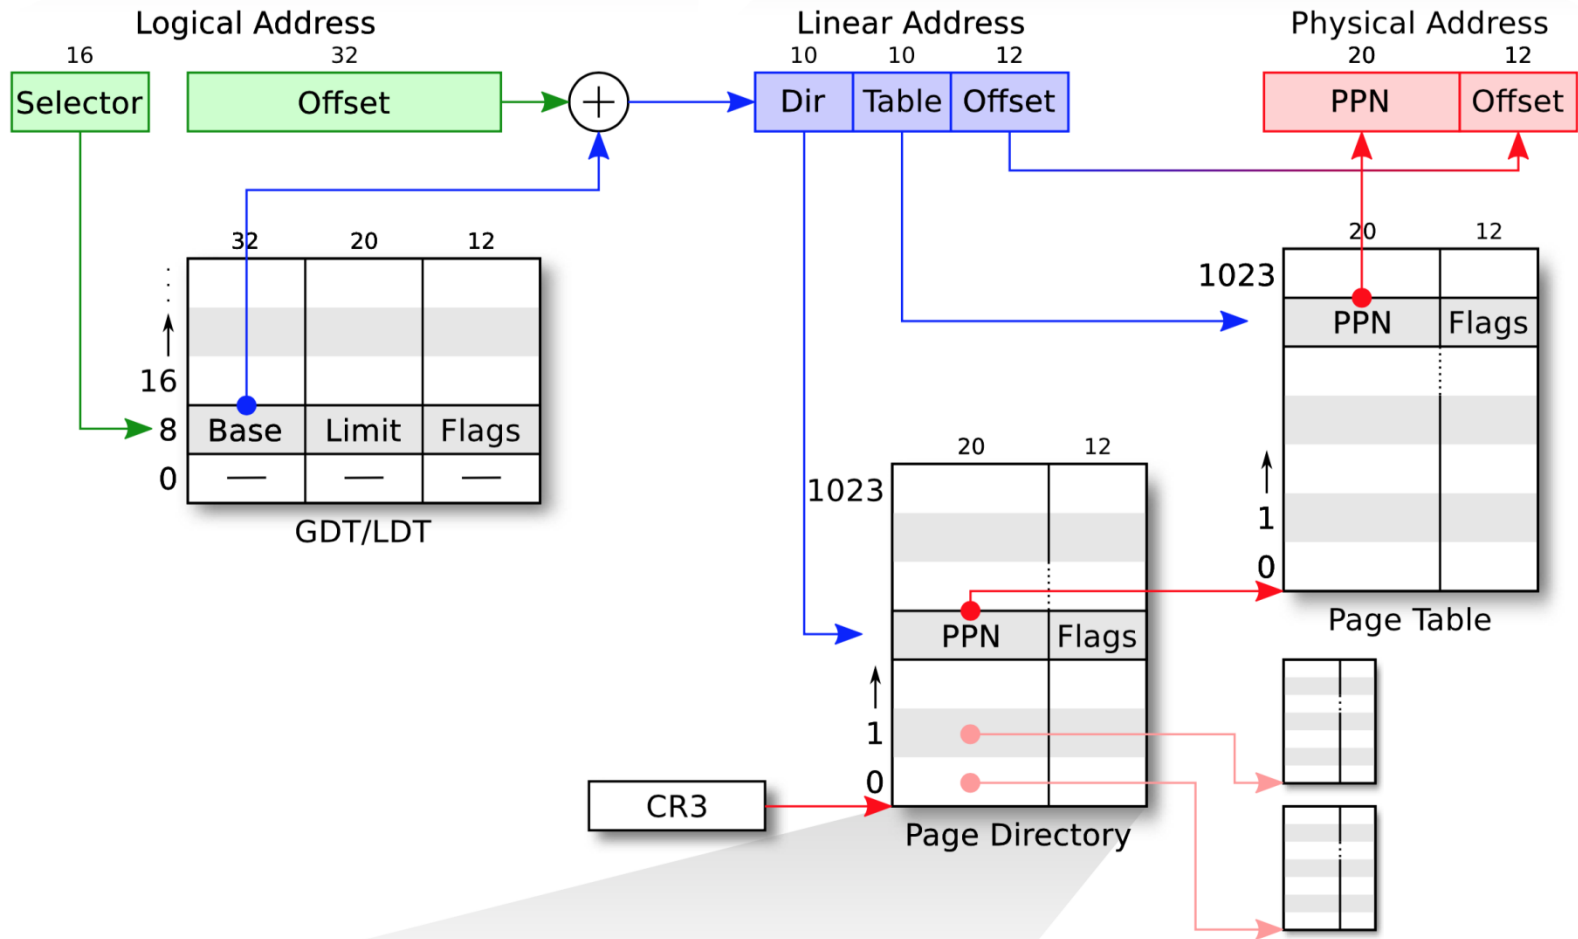 Logical Address
Linear Address
Physical Address
16
32
10
10
12
20
12
Selector
Offset
Dir
Table
Offset
PPN
Offset
32
20
12
20
12
1023
PPN
Flags
16
8
Base
Limit
Flags
0
GDT/LDT
20
12
1023
1
0
Page Table
PPN
Flags
1
0
CR3
Page Directory